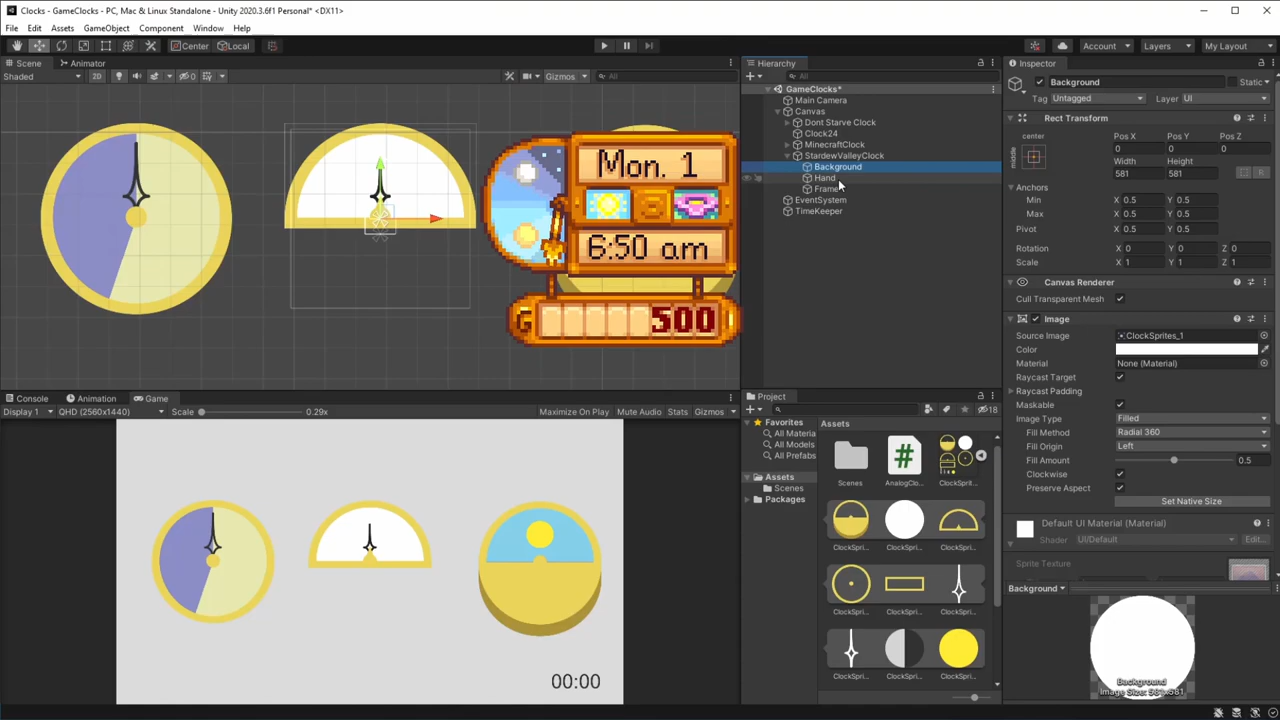 Clocks - GameClocks - PC, Mac & Linux Standalone - Unity 2020.3.6f1 Personal* <DX11>
File Edit Assets GameObject Component Window Help
Center Local Account Layers My Layout
Scene Animator
Shaded 2D 0 Gizmos All
Mon. 1
6:50 am
G 500
Console Animation Game
Display 1 QHD (2560x1440) Scale 0.29x Maximize On Play Mute Audio Stats Gizmos
00:00
Hierarchy
All
GameClocks*
Main Camera
Canvas
Dont Starve Clock
Clock24
MinecraftClock
StardewValleyClock
Background
Hand
Frame
EventSystem
TimeKeeper
Project
18
Favorites
All Materia
All Models
All Prefabs
Assets
Scenes
Packages
Assets
Scenes AnalogClo... ClockSprit...
ClockSpri... ClockSpri... ClockSpri...
ClockSpri... ClockSpri... ClockSpri...
ClockSpri... ClockSpri... ClockSpri...
Inspector
Background Static
Tag Untagged Layer UI
Rect Transform
center Pos X Pos Y Pos Z
middle 0 0 0
Width Height
581 581 R
Anchors
Min X 0.5 Y 0.5
Max X 0.5 Y 0.5
Pivot X 0.5 Y 0.5
Rotation X 0 Y 0 Z 0
Scale X 1 Y 1 Z 1
Canvas Renderer
Cull Transparent Mesh
Image
Source Image ClockSprites_1
Color
Material None (Material)
Raycast Target
Raycast Padding
Maskable
Image Type Filled
Fill Method Radial 360
Fill Origin Left
Fill Amount 0.5
Clockwise
Preserve Aspect
Set Native Size
Default UI Material (Material)
Shader UI/Default Edit...
Sprite Texture
Background
Background
Image Size: 581x581